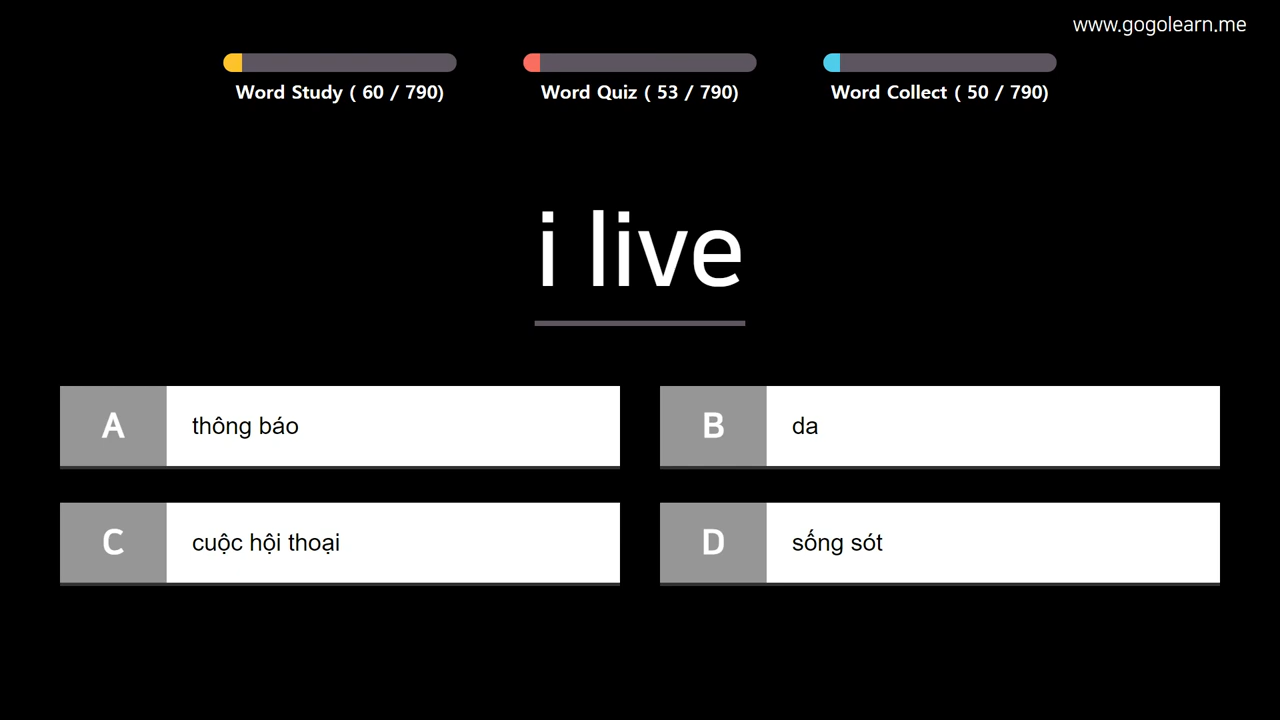 www.gogolearn.me
Word Study ( 60 / 790)
Word Quiz ( 53 / 790)
Word Collect ( 50 / 790)
i live
A thông báo
B da
C cuộc hội thoại
D sống sót